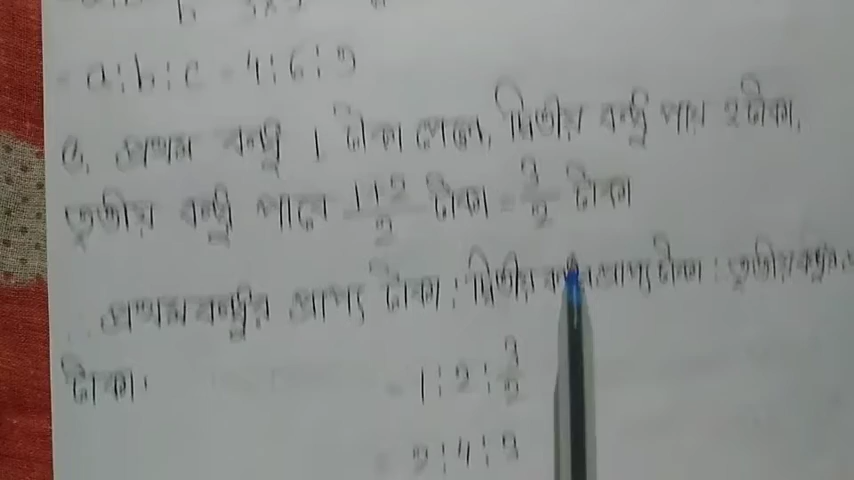 a:b:c = 4:6:9
৫. প্রথম বন্ধু 1 টাকা পেলে, দ্বিতীয় বন্ধু পায় 2 টাকা,
তৃতীয় বন্ধু পাবে 1+2/2 টাকা = 3/2 টাকা
প্রথম বন্ধুর প্রাপ্য টাকা : দ্বিতীয় বন্ধুর প্রাপ্য টাকা : তৃতীয় বন্ধুর
টাকা।
= 1:2:3/2
= 2:4:3